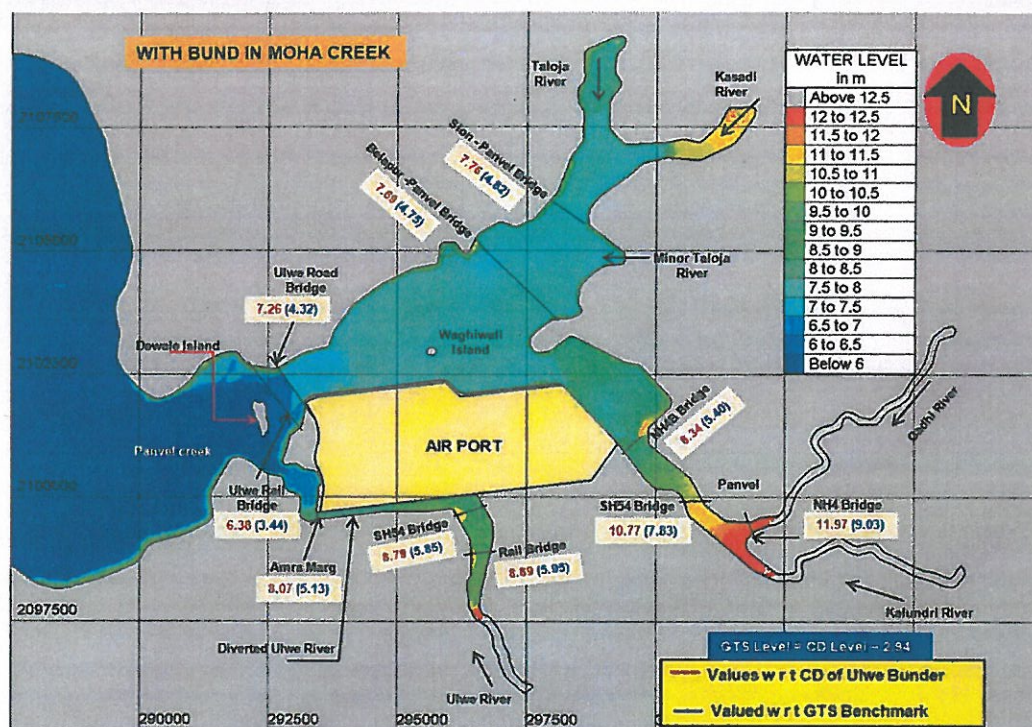 WITH BUND IN MOHA CREEK
Taloja
River
Kasadi
River
WATER LEVEL
in m
Above 12.5
12 to 12.5
11.5 to 12
11 to 11.5
10.5 to 11
10 to 10.5
9.5 to 10
9 to 9.5
8.5 to 9
8 to 8.5
7.5 to 8
7 to 7.5
6.5 to 7
6 to 6.5
Below 6
N
Sion - Panvel Bridge
7.76 (4.82)
Belapur - Panvel Bridge
7.69 (4.75)
Minor Taloja
River
Ulwe Road
Bridge
7.26 (4.32)
Waghiwali
Island
Dewale Island
NH4B Bridge
8.34 (5.40)
Gadhi River
AIR PORT
Panvel creek
2100000
Ulwe Rail
Bridge
6.38 (3.44)
SH54 Bridge
8.79 (5.85)
Rail Bridge
8.89 (5.95)
SH54 Bridge
10.77 (7.83)
Panvel
NH4 Bridge
11.97 (9.03)
Amra Marg
8.07 (5.13)
Kalundri River
2097500
Diverted Ulwe River
Ulwe River
GTS Level = CD Level - 2.94
Values w r t CD of Ulwe Bunder
Valued w r t GTS Benchmark
290000
292500
295000
297500